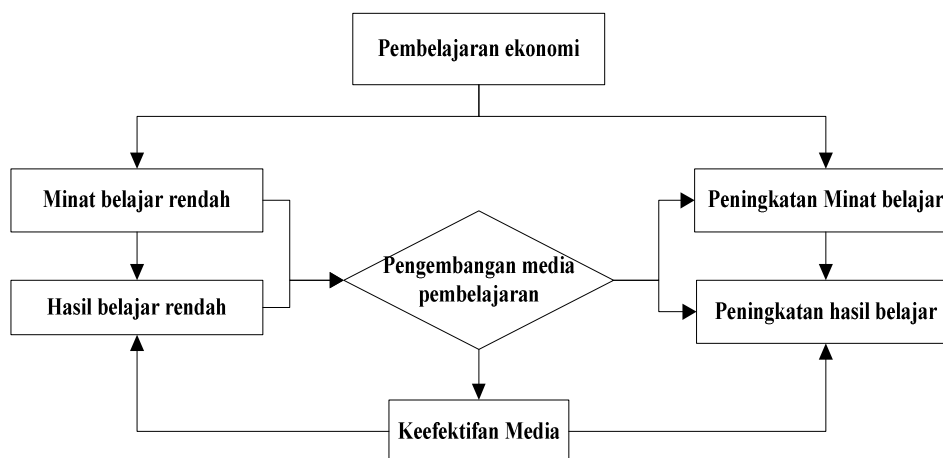 Pembelajaran ekonomi
Minat belajar rendah
Peningkatan Minat belajar
Pengembangan media
pembelajaran
Hasil belajar rendah
Peningkatan hasil belajar
Keefektifan Media